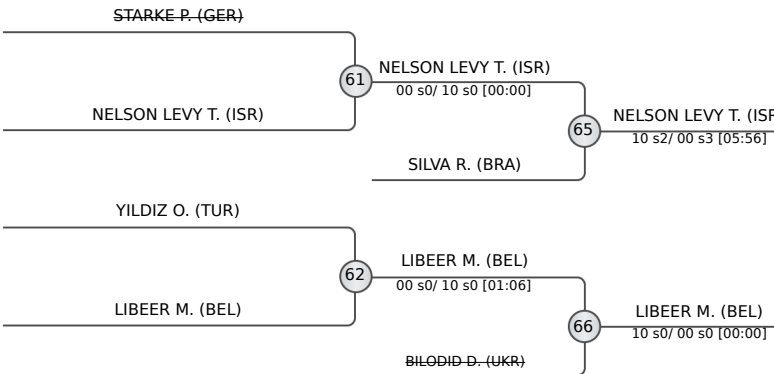 STARKE P. (GER)
61
NELSON LEVY T. (ISR)
00 s0/ 10 s0 [00:00]
NELSON LEVY T. (ISR)
65
NELSON LEVY T. (ISR
10 s2/ 00 s3 [05:56]
SILVA R. (BRA)
YILDIZ O. (TUR)
62
LIBEER M. (BEL)
00 s0/ 10 s0 [01:06]
LIBEER M. (BEL)
66
LIBEER M. (BEL)
10 s0/ 00 s0 [00:00]
BILODID D. (UKR)